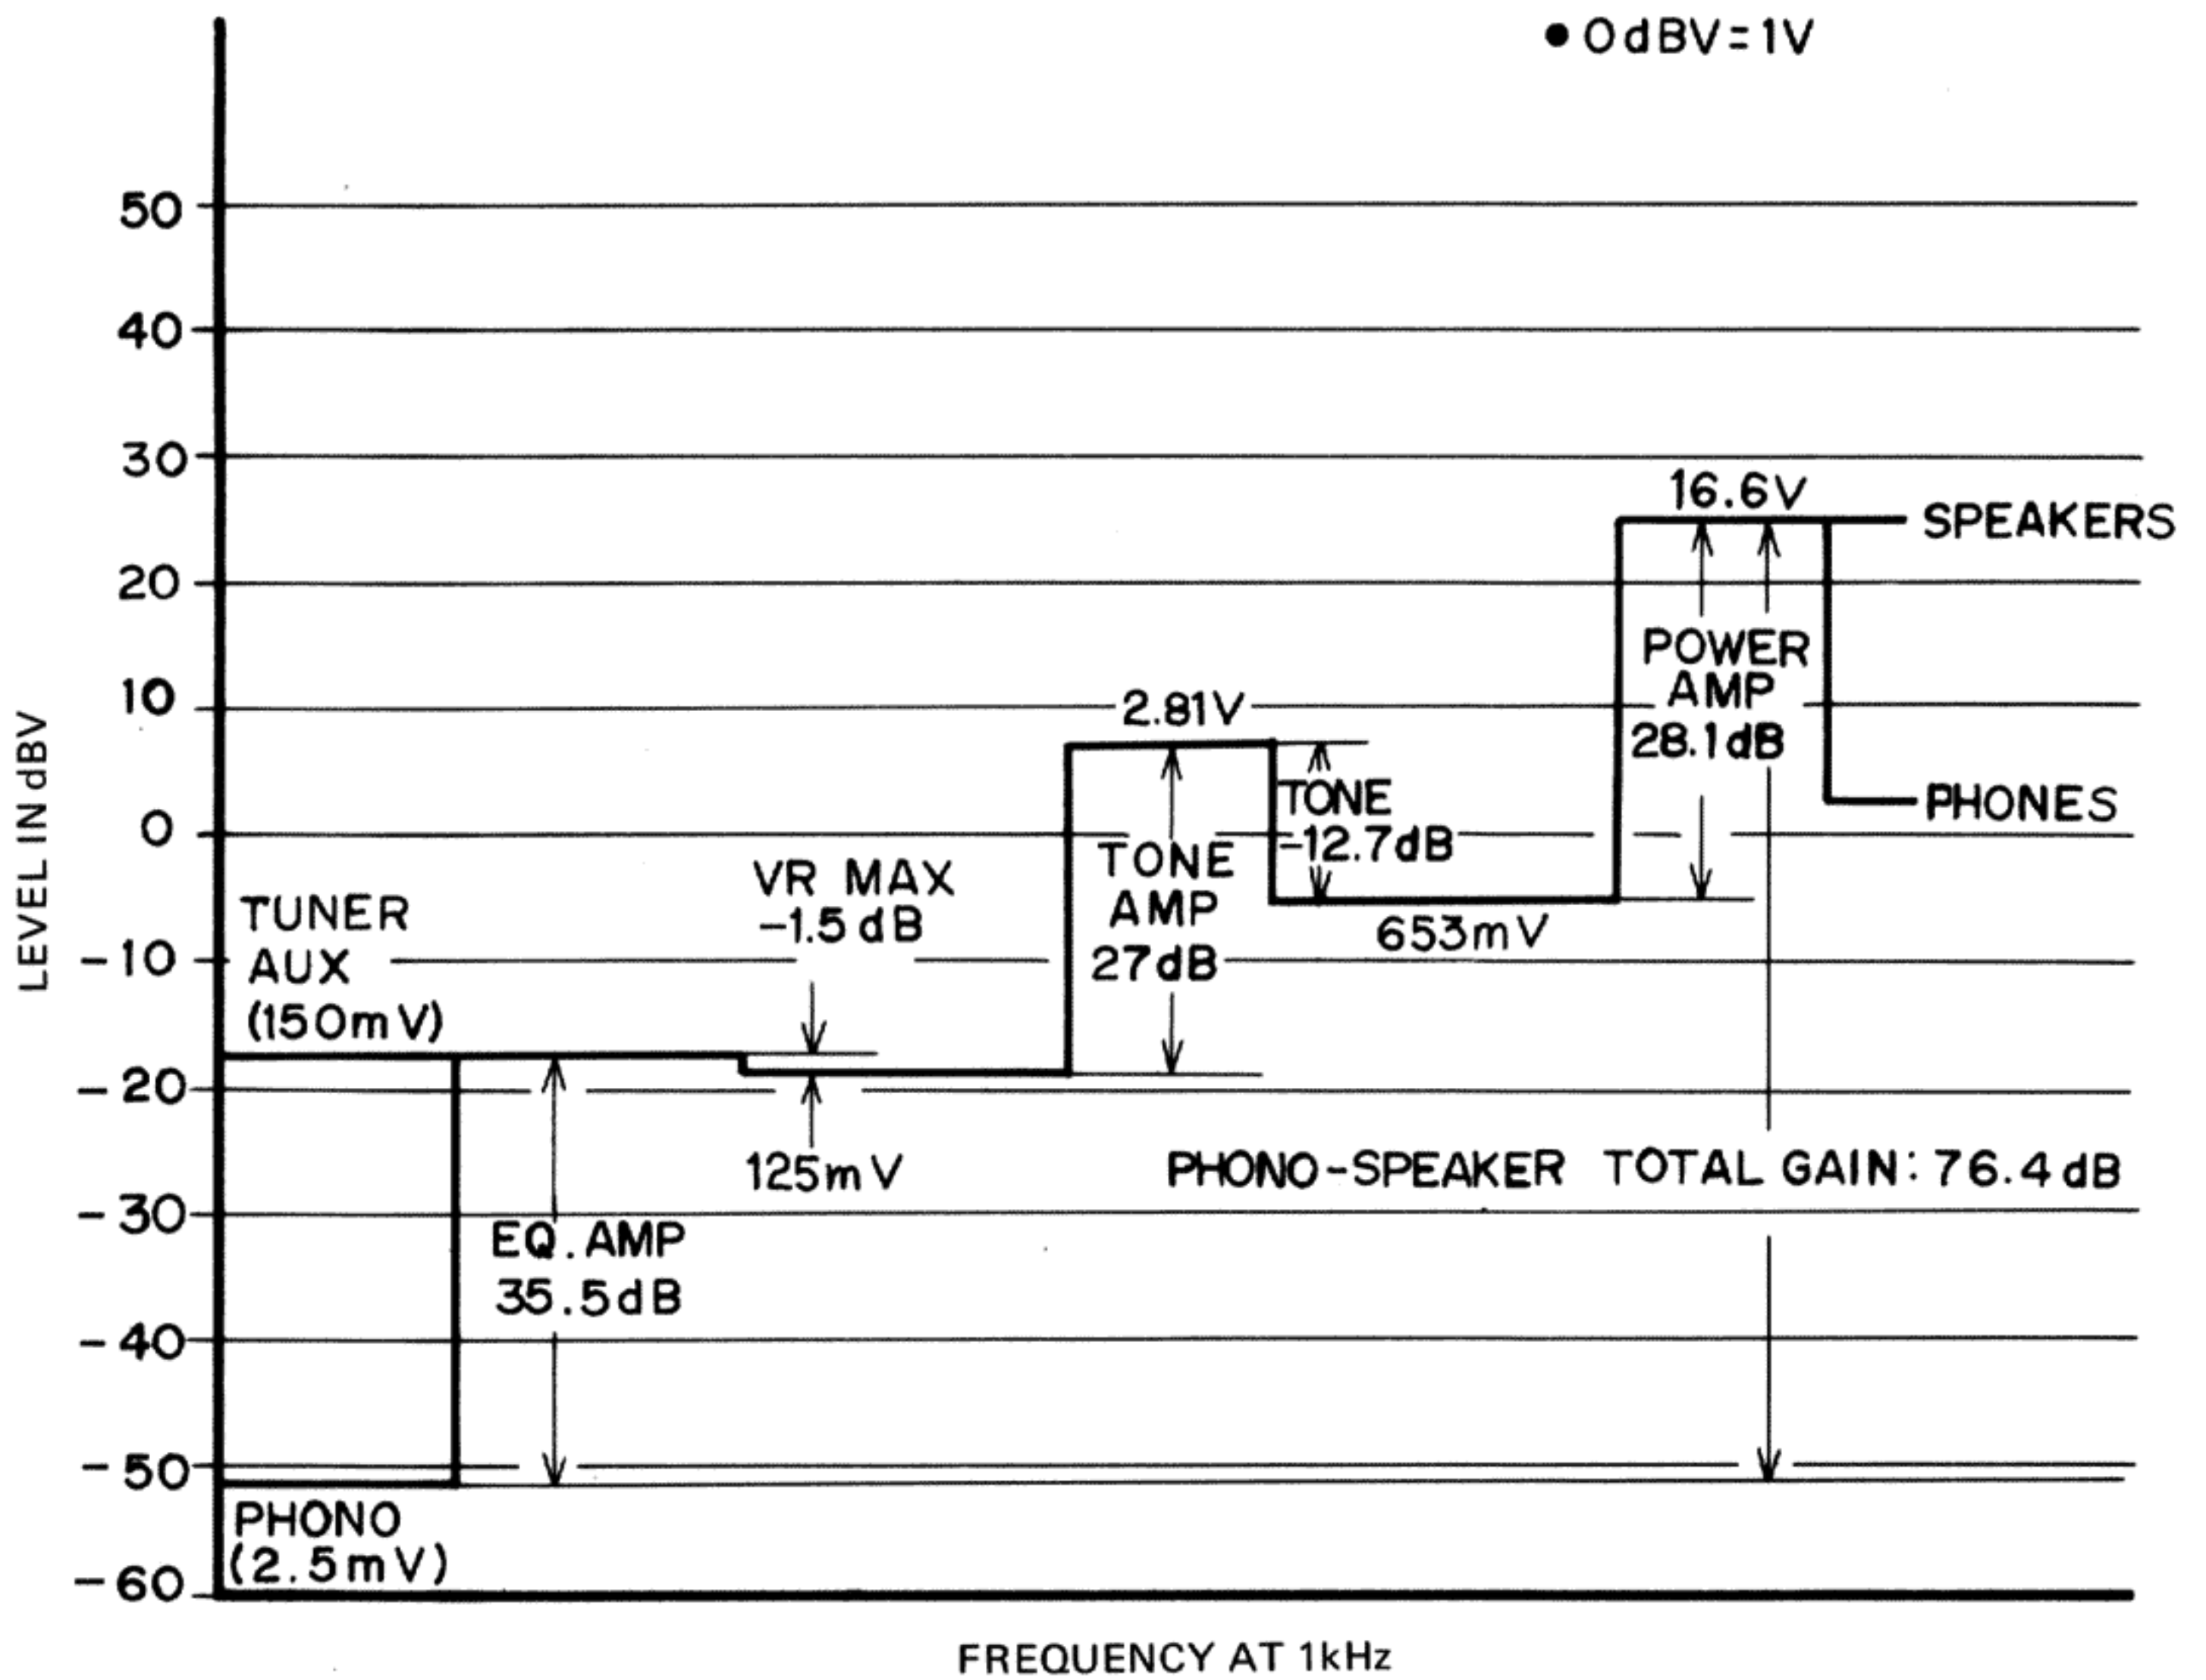 ● 0dBV=1V
50
40
30
20
10
0
-10
-20
-30
-40
-50
-60
LEVEL IN dBV
TUNER
AUX
(150mV)
VR MAX
-1.5dB
125mV
EQ. AMP
35.5dB
PHONO
(2.5mV)
2.81V
TONE
AMP
27dB
TONE
-12.7dB
653mV
16.6V
SPEAKERS
POWER
AMP
28.1dB
PHONES
PHONO-SPEAKER TOTAL GAIN: 76.4dB
FREQUENCY AT 1kHz